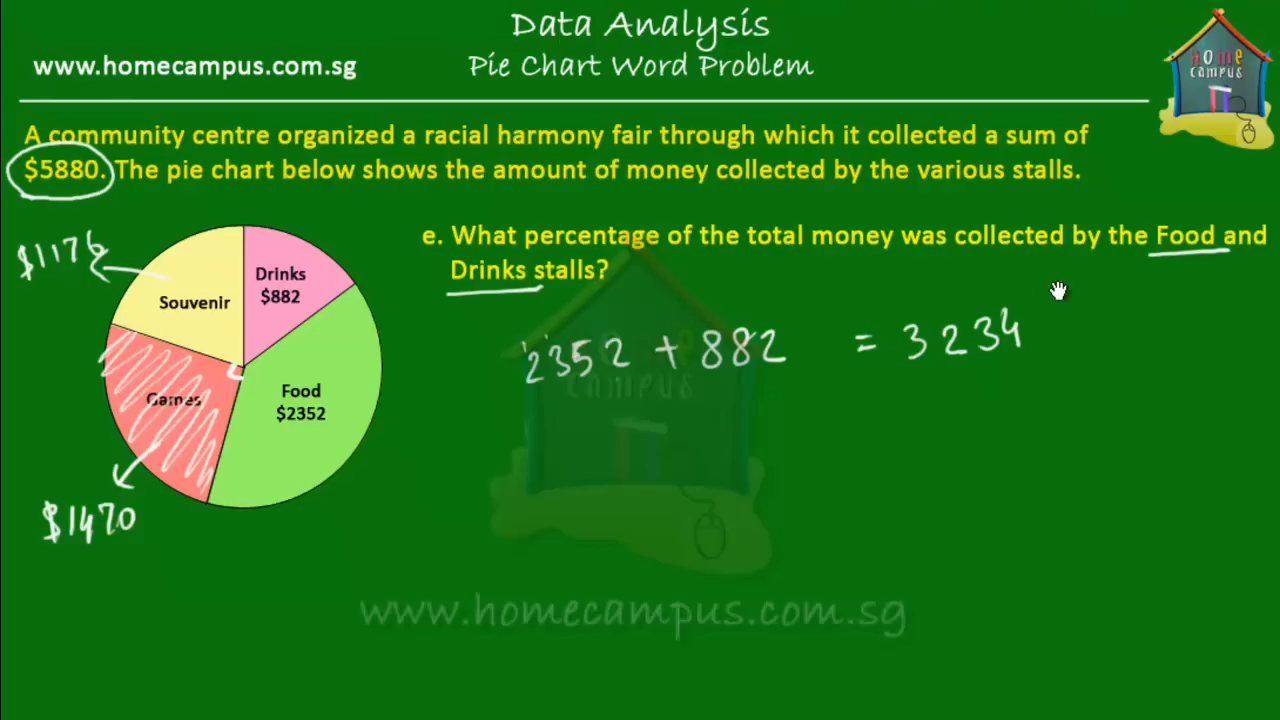 Data Analysis
www.homecampus.com.sg
Pie Chart Word Problem
HOME
campus
A community centre organized a racial harmony fair through which it collected a sum of
$5880. The pie chart below shows the amount of money collected by the various stalls.
e. What percentage of the total money was collected by the Food and
Drinks stalls?
$1176
Drinks
$882
Souvenir
2352 + 882 = 3234
CAMPUS
Games
Food
$2352
$1470
www.homecampus.com.sg